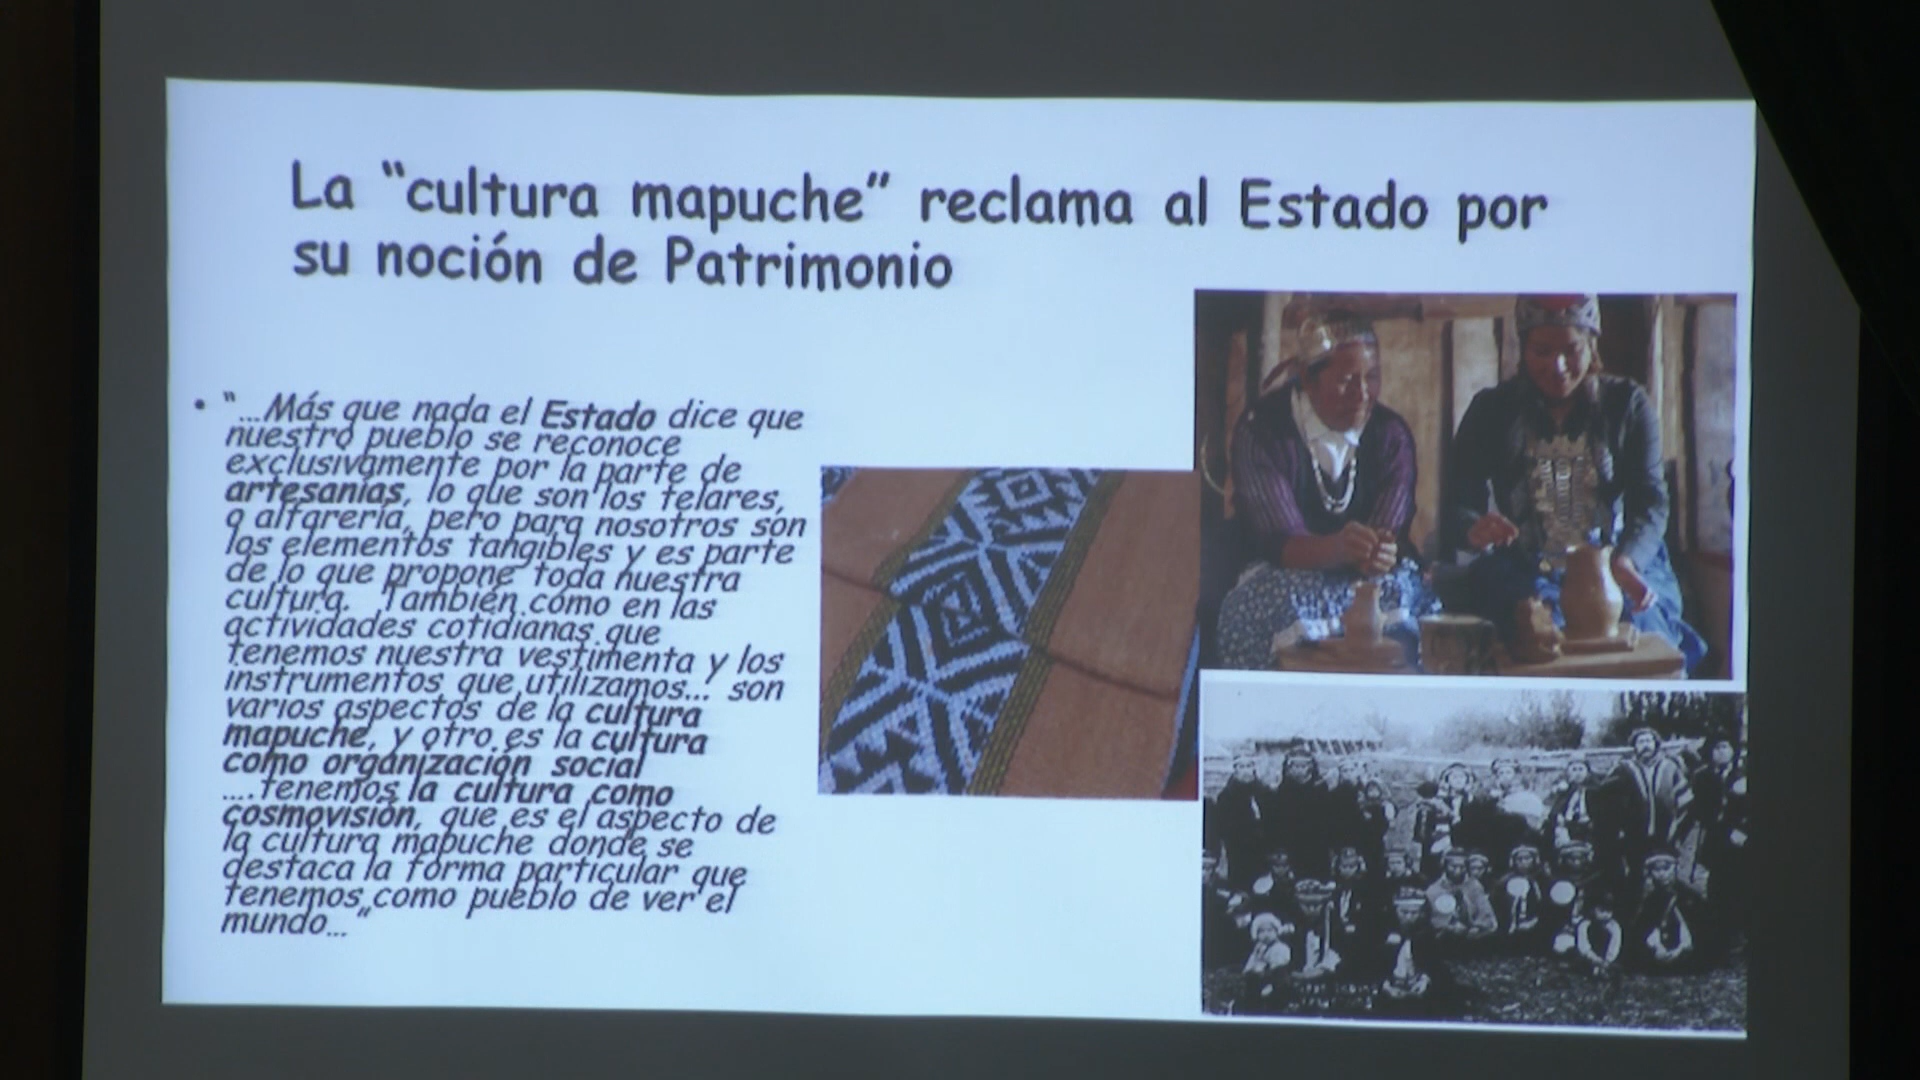 La “cultura mapuche” reclama al Estado por
su noción de Patrimonio
• “...Más que nada el Estado dice que
nuestro pueblo se reconoce
exclusivamente por la parte de
artesanías, lo que son los telares,
o alfarería, pero para nosotros son
los elementos tangibles y es parte
de lo que propone toda nuestra
cultura. También como en las
actividades cotidianas que
tenemos nuestra vestimenta y los
instrumentos que utilizamos... son
varios aspectos de la cultura
mapuche, y otro es la cultura
como organización social
....tenemos la cultura como
cosmovisión, que es el aspecto de
la cultura mapuche donde se
destaca la forma particular que
tenemos como pueblo de ver el
mundo...”